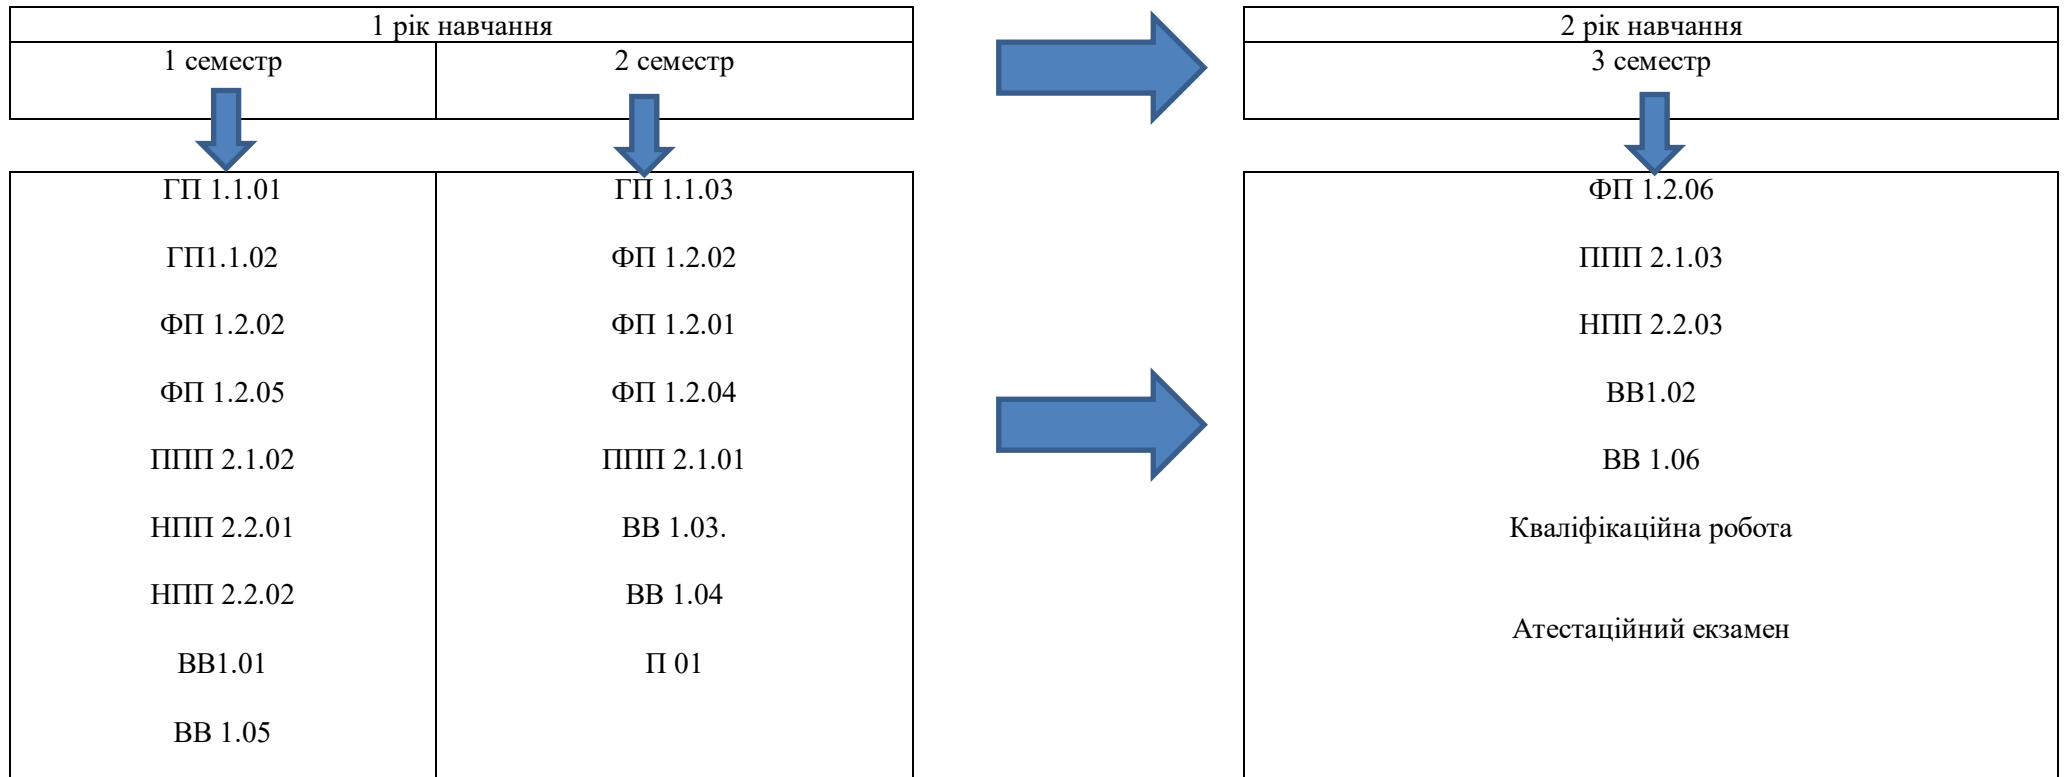 1 рік навчання
1 семестр
2 семестр
ГП 1.1.01
ГП1.1.02
ФП 1.2.02
ФП 1.2.05
ППП 2.1.02
НПП 2.2.01
НПП 2.2.02
ВВ1.01
ВВ 1.05
ГП 1.1.03
ФП 1.2.02
ФП 1.2.01
ФП 1.2.04
ППП 2.1.01
ВВ 1.03.
ВВ 1.04
П 01
2 рік навчання
3 семестр
ФП 1.2.06
ППП 2.1.03
НПП 2.2.03
ВВ1.02
ВВ 1.06
Кваліфікаційна робота
Атестаційний екзамен